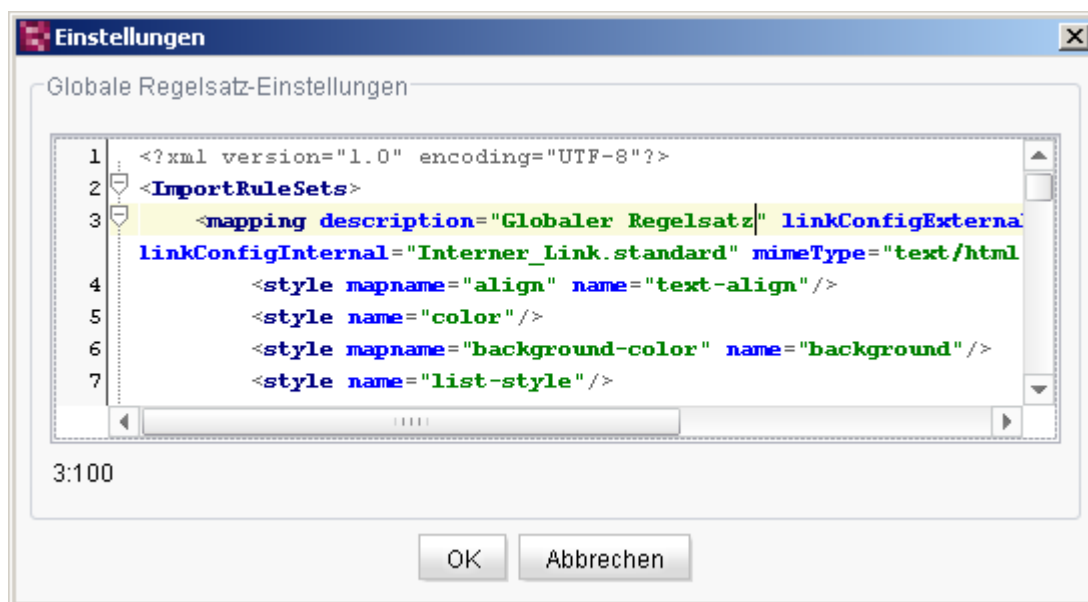 Einstellungen
Globale Regelsatz-Einstellungen
1 <?xml version="1.0" encoding="UTF-8"?>
2 <ImportRuleSets>
3 <mapping description="Globaler Regelsatz" linkConfigExterna
linkConfigInternal="Interner_Link.standard" mimeType="text/html
4 <style mapname="align" name="text-align"/>
5 <style name="color"/>
6 <style mapname="background-color" name="background"/>
7 <style name="list-style"/>
3:100
OK Abbrechen